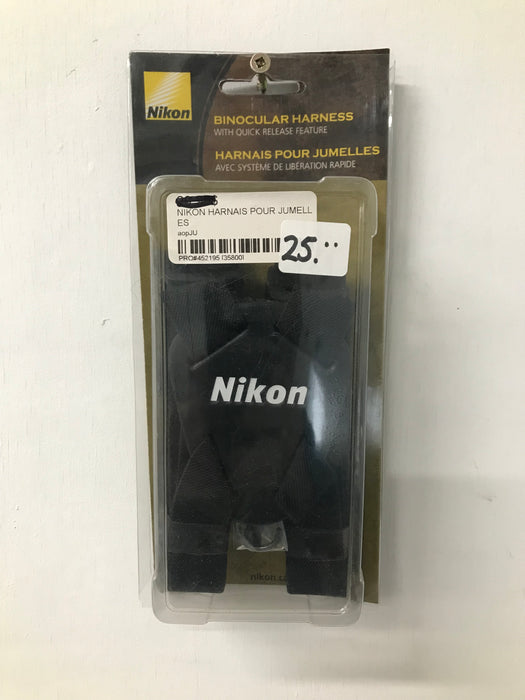 Nikon
BINOCULAR HARNESS
WITH QUICK RELEASE FEATURE
HARNAIS POUR JUMELLES
AVEC SYSTÈME DE LIBÉRATION RAPIDE
NIKON HARNAIS POUR JUMELL
ES
aopJU
25.
PRO#452195 (35800)
Nikon